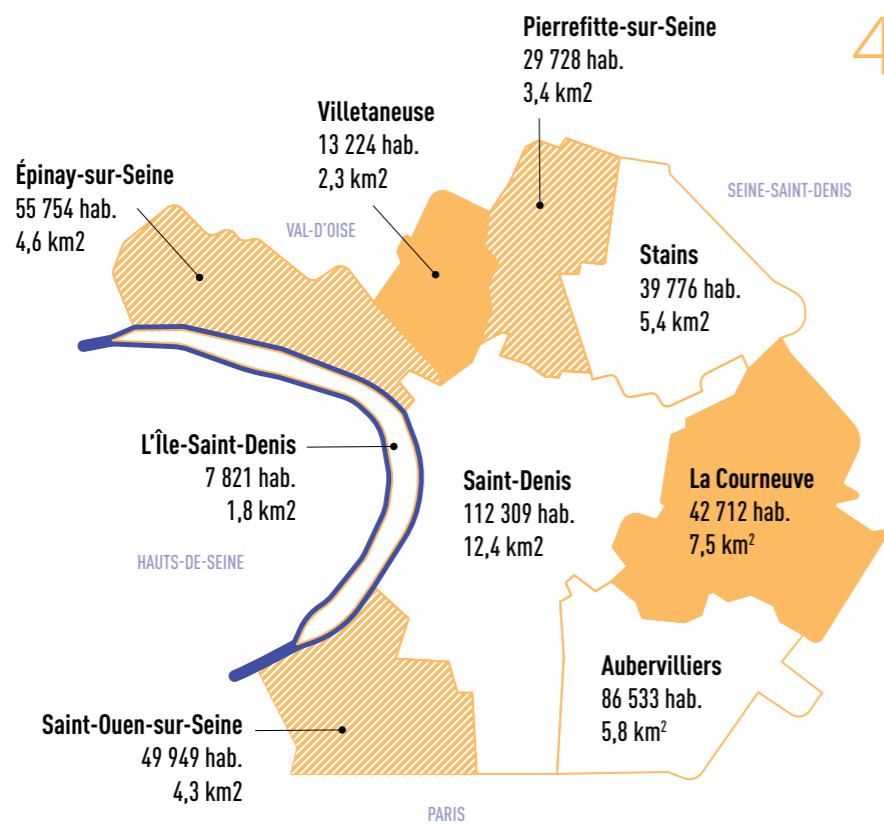 4
Pierrefitte-sur-Seine
29 728 hab.
3,4 km2
Villetaneuse
13 224 hab.
2,3 km2
Épinay-sur-Seine
55 754 hab.
4,6 km2
VAL-D'OISE
SEINE-SAINT-DENIS
Stains
39 776 hab.
5,4 km2
L'Île-Saint-Denis
7 821 hab.
1,8 km2
Saint-Denis
112 309 hab.
12,4 km2
La Courneuve
42 712 hab.
7,5 km²
HAUTS-DE-SEINE
Aubervilliers
86 533 hab.
5,8 km²
Saint-Ouen-sur-Seine
49 949 hab.
4,3 km2
PARIS